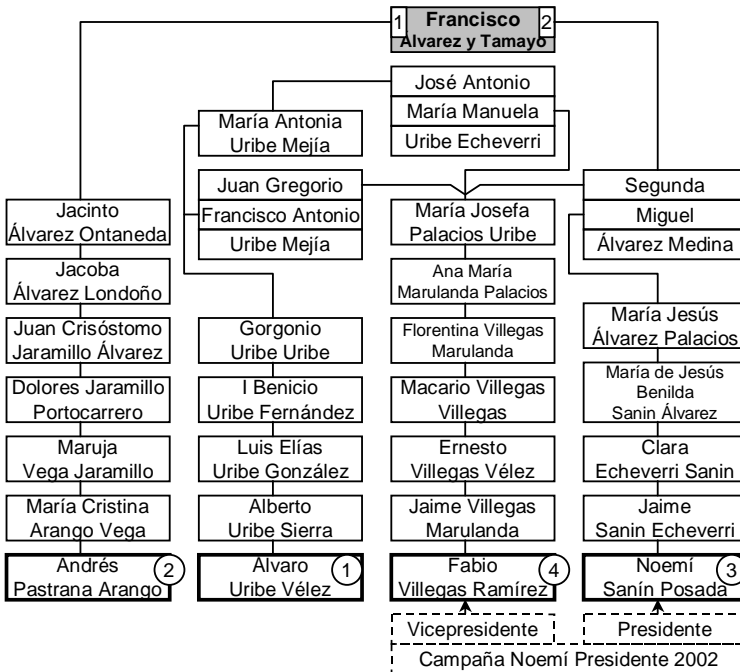 1
Francisco
Álvarez y Tamayo
2
José Antonio
María Manuela
Uribe Echeverri
María Antonia
Uribe Mejía
Juan Gregorio
Francisco Antonio
Uribe Mejía
Segunda
Miguel
Álvarez Medina
Jacinto
Álvarez Ontaneda
María Josefa
Palacios Uribe
Jacoba
Álvarez Londoño
Ana María
Marulanda Palacios
Juan Crisóstomo
Jaramillo Álvarez
Gorgonio
Uribe Uribe
Florentina Villegas
Marulanda
María Jesús
Álvarez Palacios
Dolores Jaramillo
Portocarrero
I Benicio
Uribe Fernández
Macario Villegas
Villegas
María de Jesús
Benilda
Sanin Álvarez
Maruja
Vega Jaramillo
Luis Elías
Uribe González
Ernesto
Villegas Vélez
Clara
Echeverri Sanin
María Cristina
Arango Vega
Alberto
Uribe Sierra
Jaime Villegas
Marulanda
Jaime
Sanin Echeverri
Andrés
Pastrana Arango
2
Álvaro
Uribe Vélez
1
Fabio
Villegas Ramírez
4
Noemí
Sanín Posada
3
Vicepresidente
Presidente
Campaña Noemí Presidente 2002